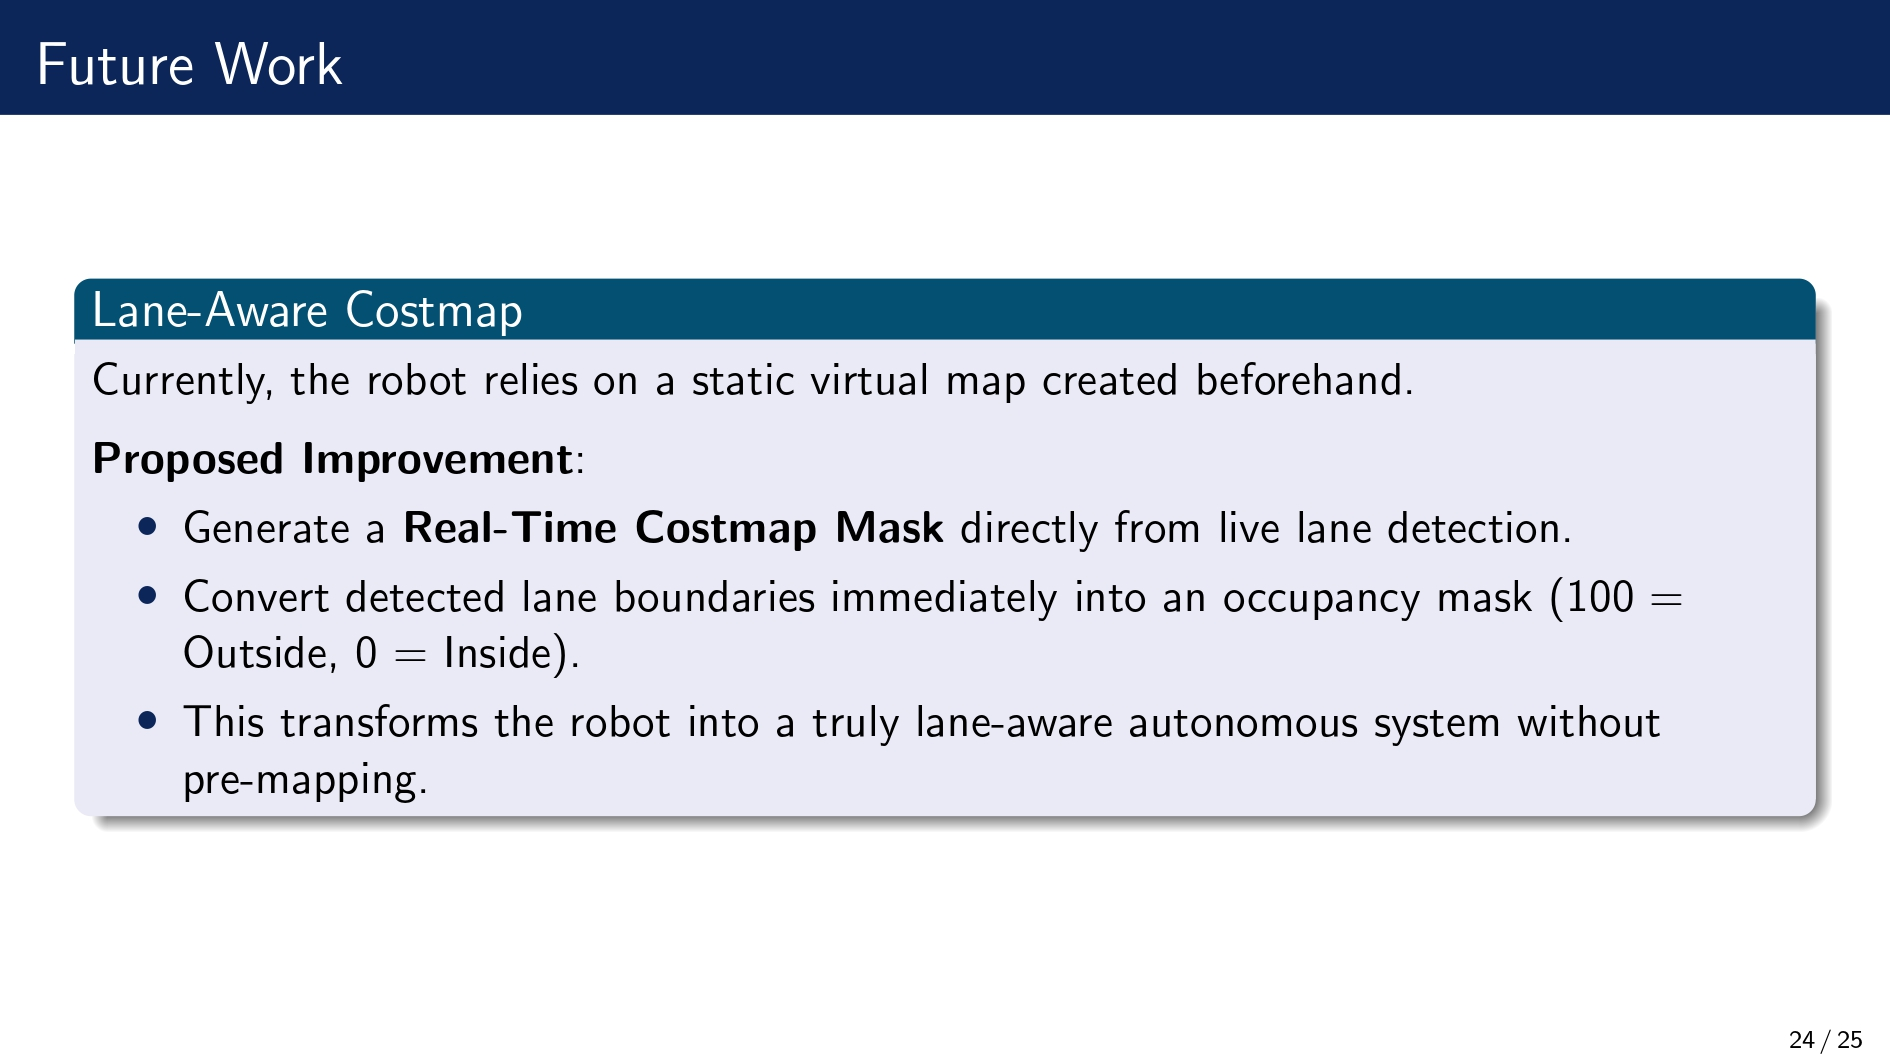 Future Work
Lane-Aware Costmap
Currently, the robot relies on a static virtual map created beforehand.
Proposed Improvement:
• Generate a Real-Time Costmap Mask directly from live lane detection.
• Convert detected lane boundaries immediately into an occupancy mask (100 =
Outside, 0 = Inside).
• This transforms the robot into a truly lane-aware autonomous system without
pre-mapping.
24 / 25